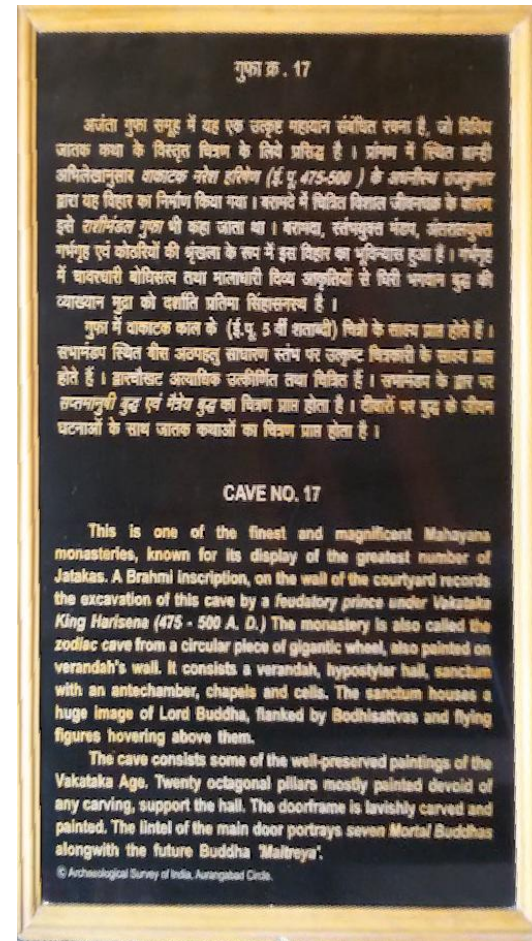 गुफा क्र . 17
अजंता गुफा समूह में यह एक उत्कृष्ट महायान संबंधित रचना है, जो विविध
जातक कथा के विस्तृत चित्रण के लिये प्रसिद्ध है । प्रांगण में स्थित ब्राम्ही
अभिलेखानुसार वाकाटक नरेश हरिषेण (ई.पू. 475-500 ) के अधीनस्थ राजकुमार
द्वारा यह विहार का निर्माण किया गया । बरामदे में चित्रित विशाल जीवनचक्र के कारण
इसे राशीमंडल गुफा भी कहा जाता था । बरामदा, स्तंभयुक्त मंडप, अंतरालयुक्त
गर्भगृह एवं कोठरियों की श्रृंखला के रूप में इस विहार का भूविन्यास हुआ है । गर्भगृह
में चावरधारी बोधिसत्व तथा मालाधारी दिव्य आकृतियों से घिरी भगवान बुद्ध की
व्याख्यान मुद्रा को दर्शाति प्रतिमा सिंहासनस्थ है ।
गुफा में वाकाटक काल के (ई.पू. 5 वीं शताब्दी) चित्रो के साक्ष्य प्राप्त होते हैं ।
सभामंडप स्थित बीस अठपहलु साधारण स्तंभ पर उत्कृष्ट चित्रकारी के साक्ष्य प्राप्त
होते हैं । द्वारचौखट अत्याधिक उत्कीर्णित तथा चित्रित हैं । सभामंडप के द्वार पर
सप्तमानुषी बुद्ध एवं मैत्रेय बुद्ध का चित्रण प्राप्त होता है । दीवारों पर बुद्ध के जीवन
घटनाओं के साथ जातक कथाओं का चित्रण प्राप्त होता है ।
CAVE NO. 17
This is one of the finest and magnificent Mahayana
monasteries, known for its display of the greatest number of
Jatakas. A Brahmi inscription, on the wall of the courtyard records
the excavation of this cave by a feudatory prince under Vakataka
King Harisena (475 - 500 A. D.) The monastery is also called the
zodiac cave from a circular piece of gigantic wheel, also painted on
verandah's wall. It consists a verandah, hypostylar hall, sanctum
with an antechamber, chapels and cells. The sanctum houses a
huge image of Lord Buddha, flanked by Bodhisattvas and flying
figures hovering above them.
The cave consists some of the well-preserved paintings of the
Vakataka Age. Twenty octagonal pillars mostly painted devoid of
any carving, support the hall. The doorframe is lavishly carved and
painted. The lintel of the main door portrays seven Mortal Buddhas
alongwith the future Buddha 'Maitreya'.
© Archaeological Survey of India, Aurangabad Circle.